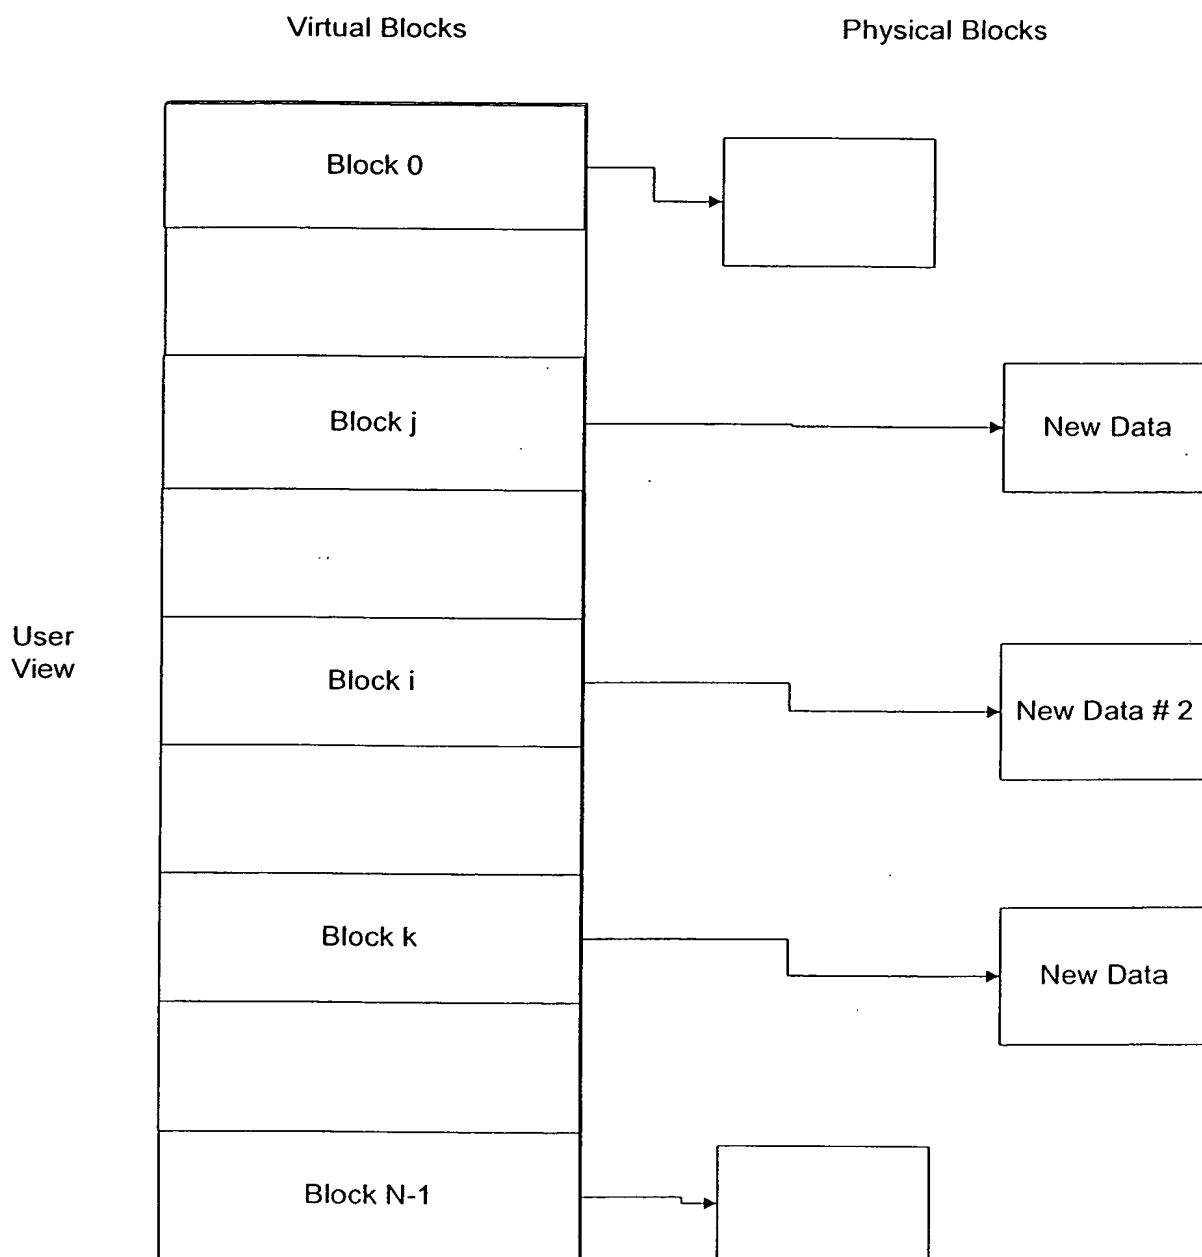 Virtual Blocks
Physical Blocks
Block 0
Block j
New Data
User
View
Block i
New Data # 2
Block k
New Data
Block N-1